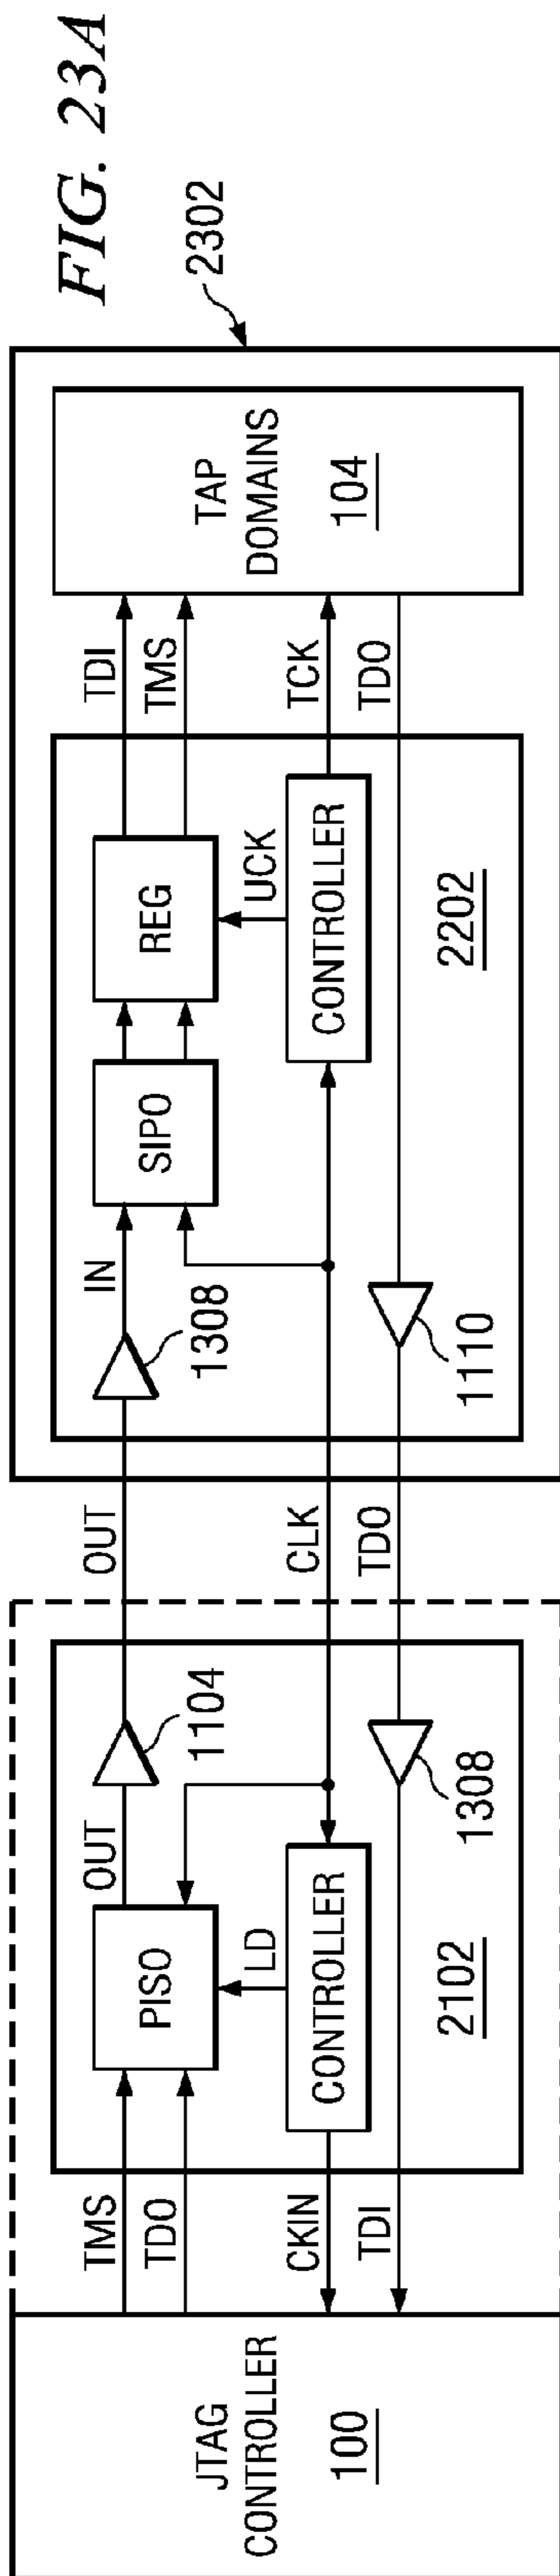 FIG. 23A
JTAG
CONTROLLER
100
TMS
TDO
CKIN
TDI
PISO
LD
CONTROLLER
2102
OUT
1104
1308
OUT
CLK
TDO
1308
IN
SIPO
REG
UCK
CONTROLLER
1110
2202
TDI
TMS
TCK
TDO
TAP
DOMAINS
104
2302